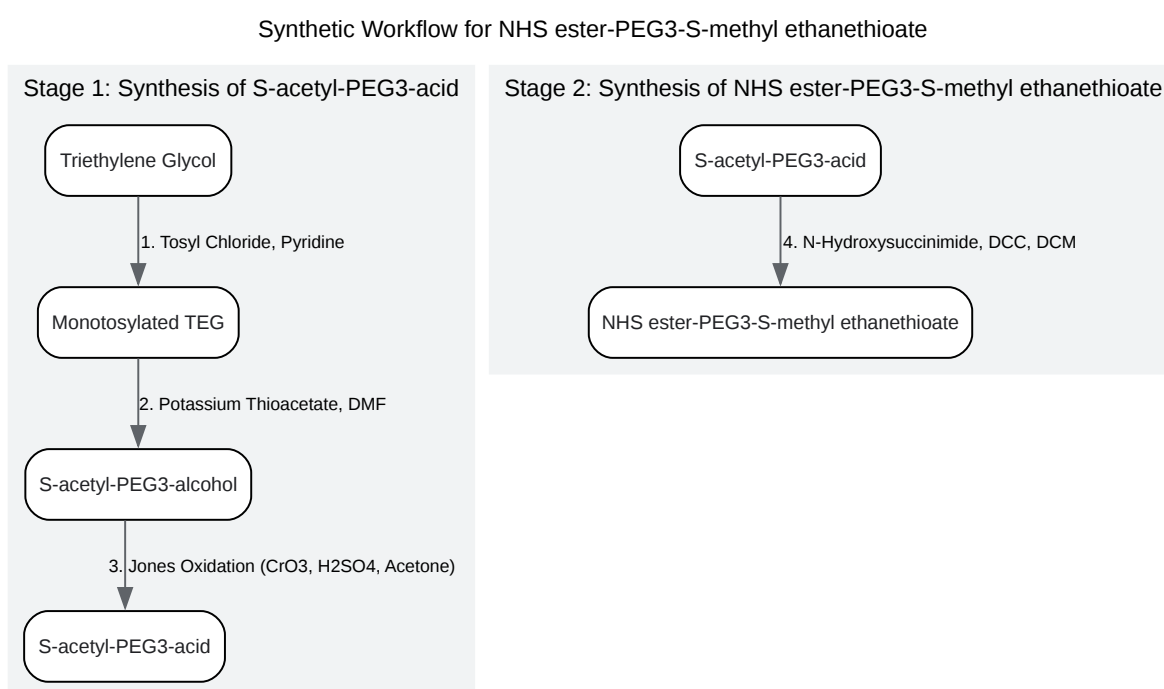 Synthetic Workflow for NHS ester-PEG3-S-methyl ethanethioate
Stage 1: Synthesis of S-acetyl-PEG3-acid
Triethylene Glycol
1. Tosyl Chloride, Pyridine
Monotosylated TEG
2. Potassium Thioacetate, DMF
S-acetyl-PEG3-alcohol
3. Jones Oxidation (CrO3, H2SO4, Acetone)
S-acetyl-PEG3-acid
Stage 2: Synthesis of NHS ester-PEG3-S-methyl ethanethioate
S-acetyl-PEG3-acid
4. N-Hydroxysuccinimide, DCC, DCM
NHS ester-PEG3-S-methyl ethanethioate